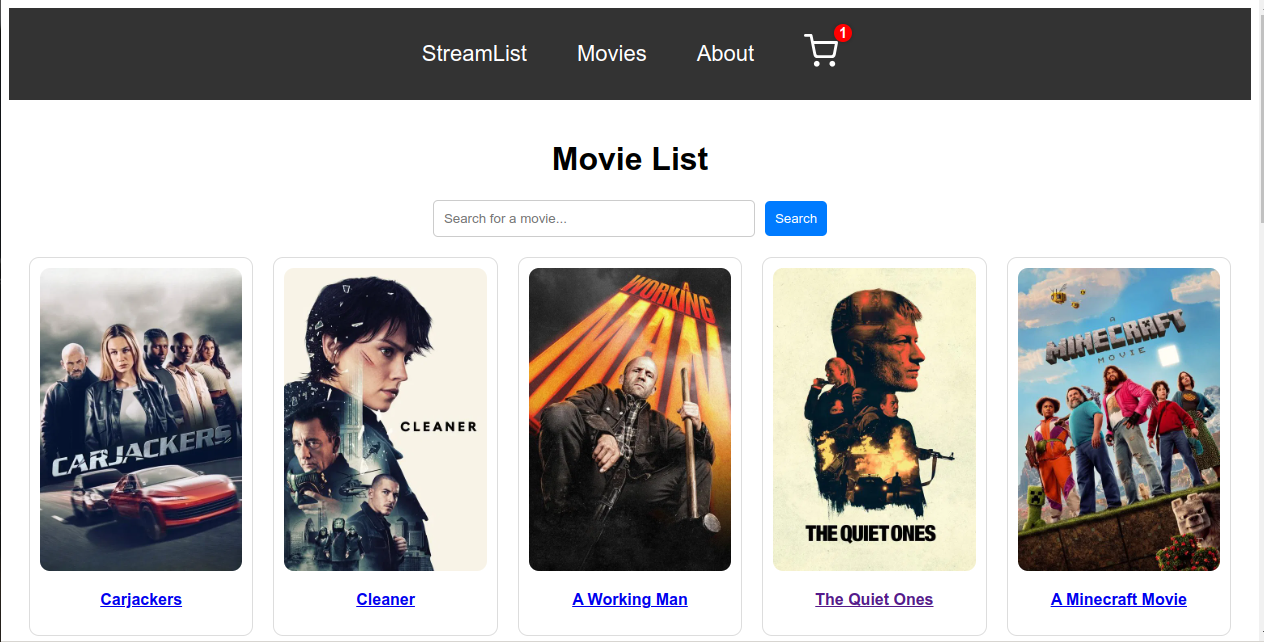 StreamList Movies About 1
Movie List
Search for a movie... Search
CARJACKERS
CLEANER
A
WORKING
MAN
THE QUIET ONES
A
MINECRAFT
MOVIE
Carjackers Cleaner A Working Man The Quiet Ones A Minecraft Movie